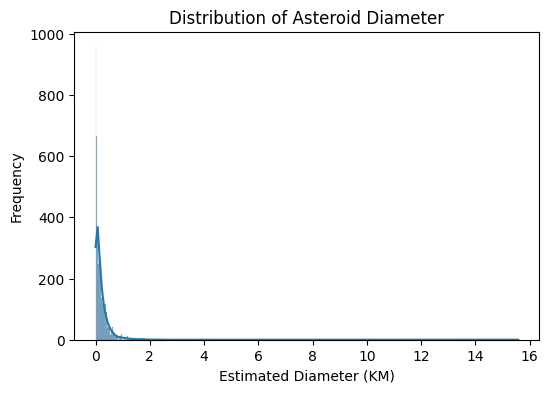 Distribution of Asteroid Diameter
1000
800
600
400
200
0
Frequency
0 2 4 6 8 10 12 14 16
Estimated Diameter (KM)